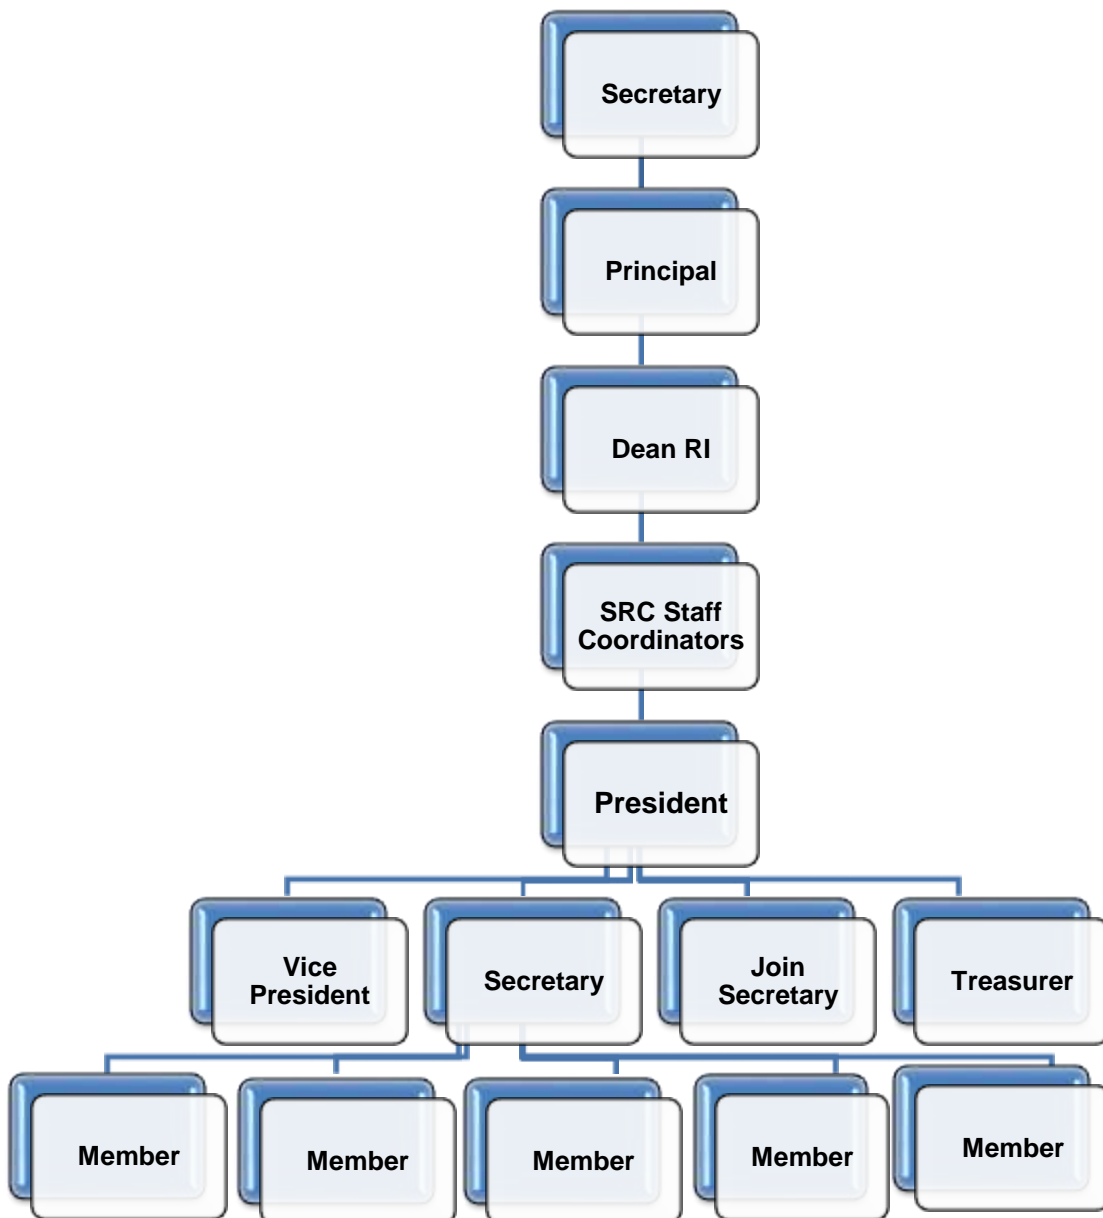 Secretary
Principal
Dean RI
SRC Staff
Coordinators
President
Vice
President
Secretary
Join
Secretary
Treasurer
Member
Member
Member
Member
Member